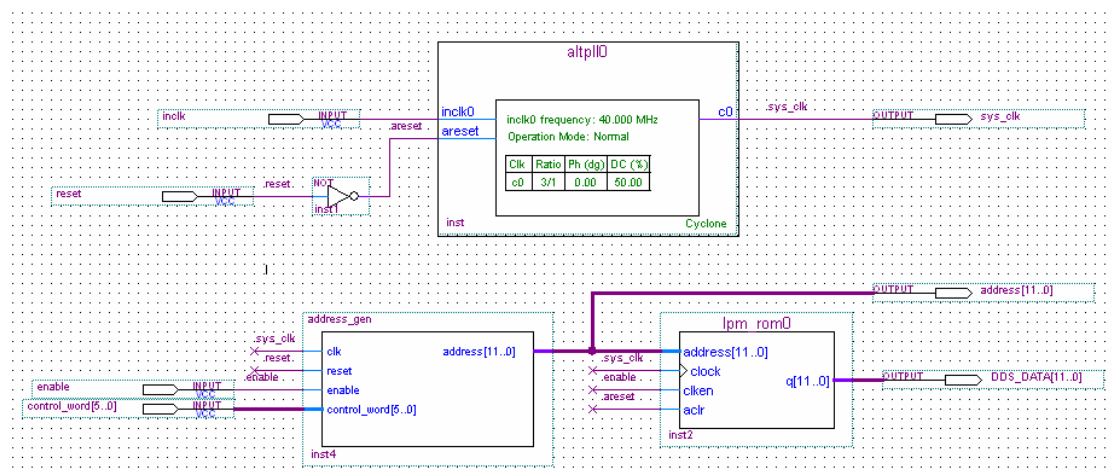 altpll0
inclk INPUT VCC
inclk0 c0 .sys_clk OUTPUT sys_clk
.areset areset
inclk0 frequency: 40.000 MHz
Operation Mode: Normal
Clk Ratio Ph (dg) DC (%)
c0 3/1 0.00 50.00
reset INPUT VCC .reset. NOT inst1
inst Cyclone
OUTPUT address[11..0]
address_gen lpm_rom0
.sys_clk clk address[11..0]
.reset. reset
.enable enable
control_word[5..0]
inst4
enable INPUT VCC
control_word[5..0] INPUT VCC
address[11..0]
.sys_clk clock q[11..0] OUTPUT DDS_DATA[11..0]
.enable. clken
.areset aclr
inst2